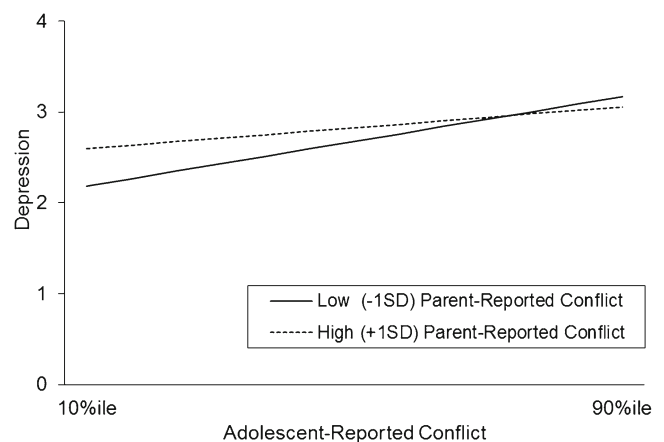 4
3
2
1
0
Depression
Low (-1SD) Parent-Reported Conflict
High (+1SD) Parent-Reported Conflict
10%ile
90%ile
Adolescent-Reported Conflict